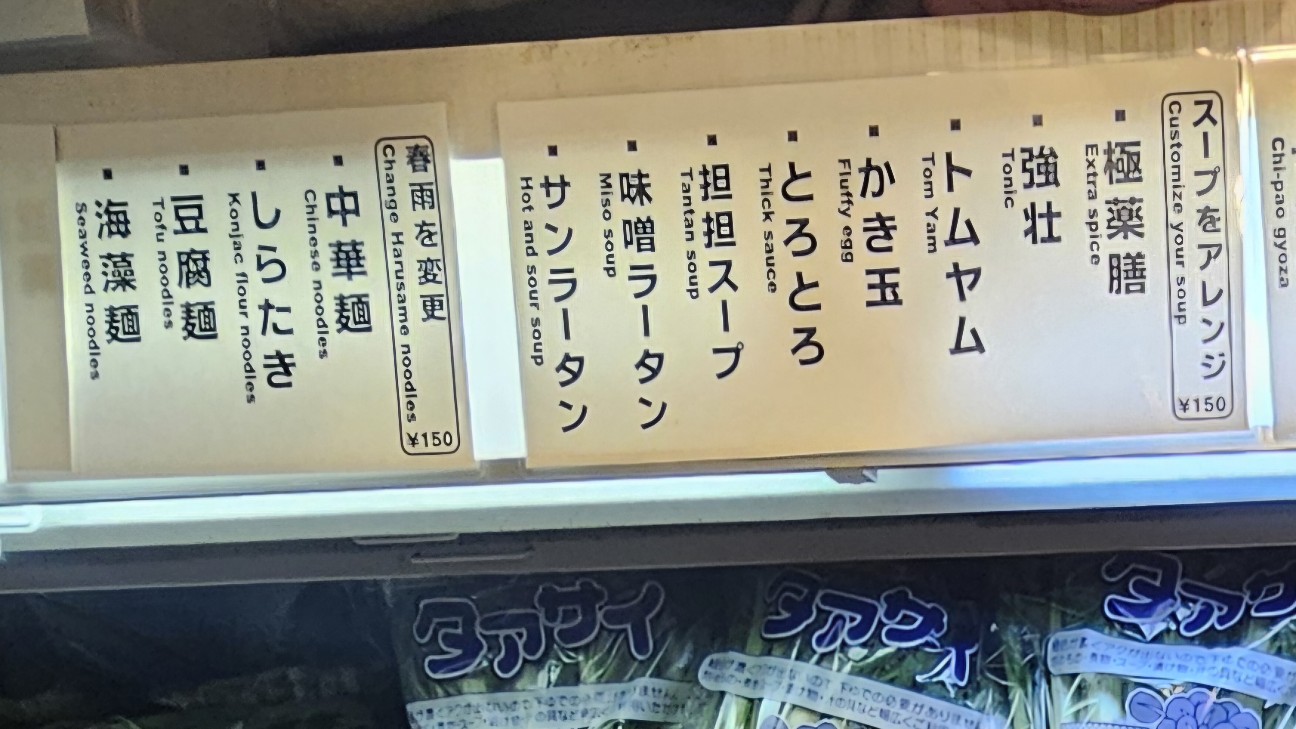 Chi-pao gyoza
スープをアレンジ ¥150
Customize your soup
▪極薬膳
Extra spice
▪強壮
Tonic
▪トムヤム
Tom Yam
▪かき玉
Fluffy egg
▪とろとろ
Thick sauce
▪担担スープ
Tantan soup
▪味噌ラータン
Miso soup
▪サンラータン
Hot and sour soup
春雨を変更
Change Harusame noodles ¥150
▪中華麺
Chinese noodles
▪しらたき
Konjac flour noodles
▪豆腐麺
Tofu noodles
▪海藻麺
Seaweed noodles
タアサイ
タアサイ
タアサ